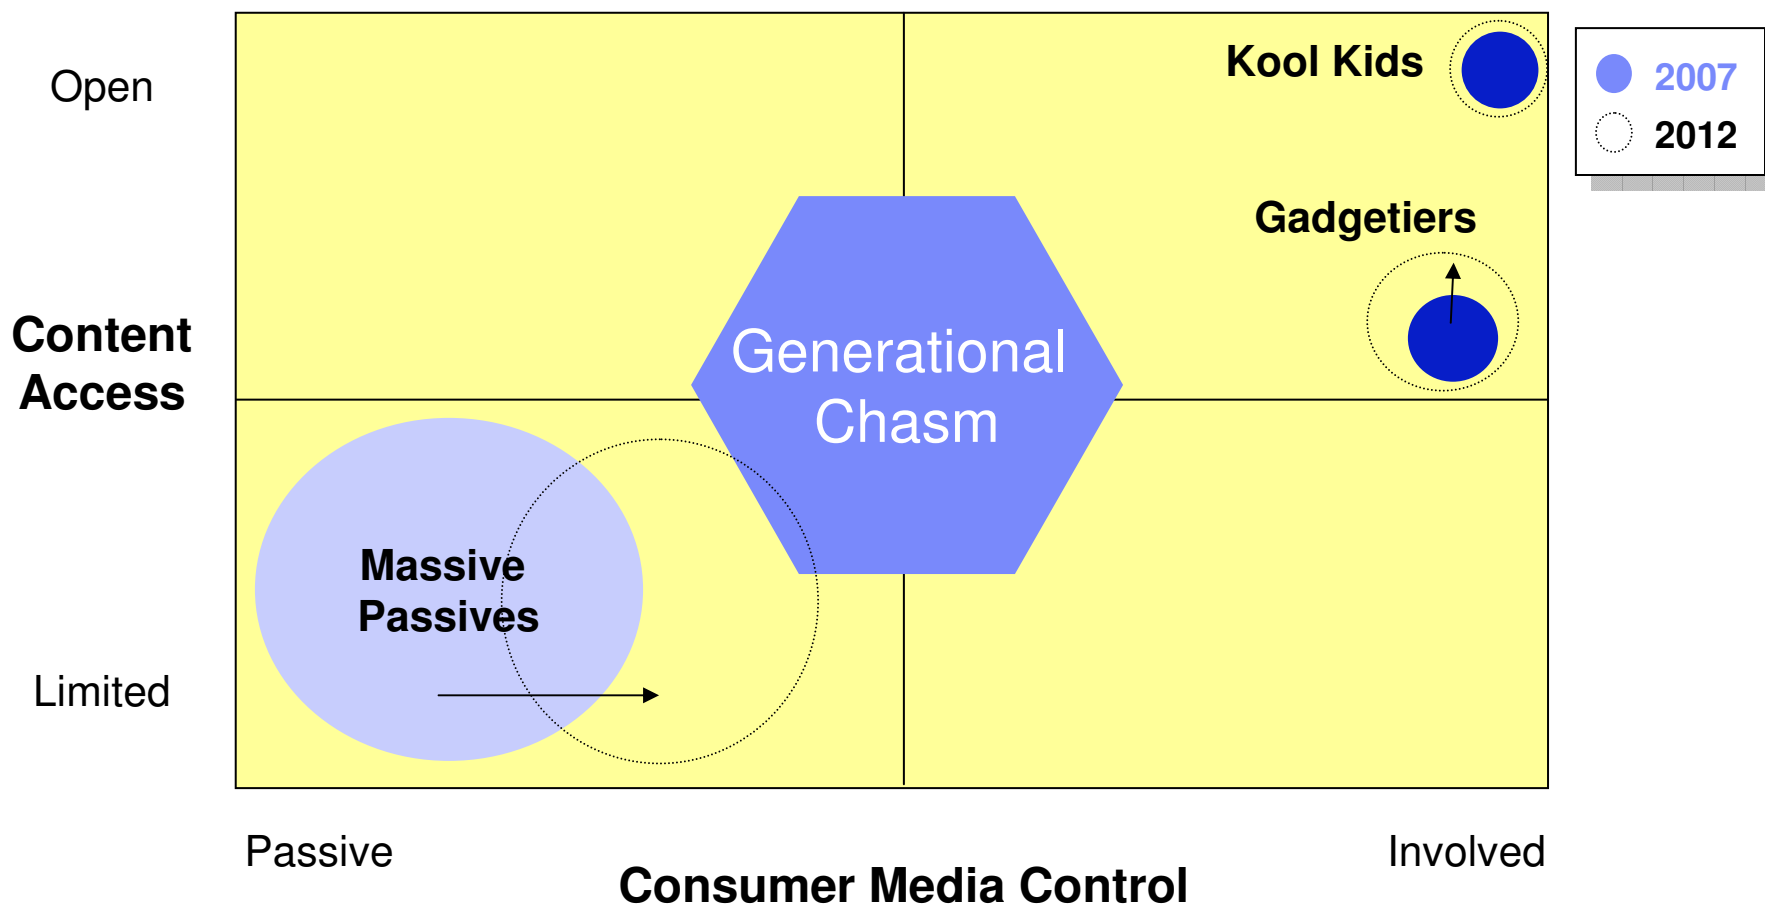 Open
Kool Kids
2007
2012
Gadgetiers
Content
Access
Generational
Chasm
Massive
Passives
Limited
Passive
Involved
Consumer Media Control